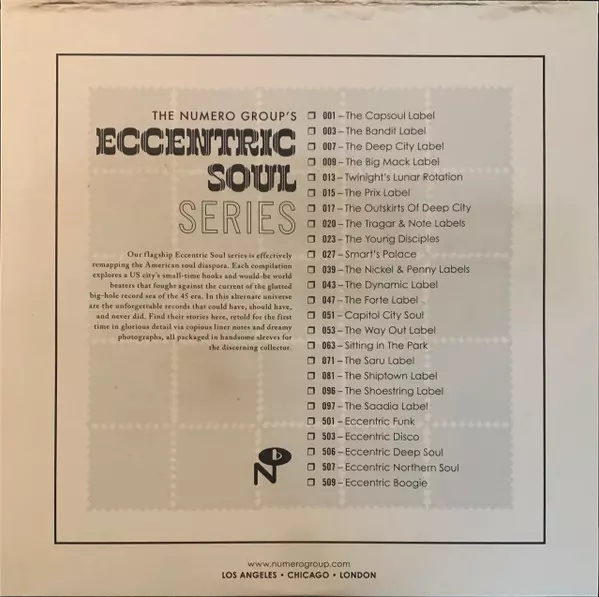 THE NUMERO GROUP'S
ECCENTRIC
SOUL
SERIES
Our flagship Eccentric Soul series is effectively
remapping the American soul diaspora. Each compilation
explores a US city's small-time hooks and would-be world
beaters that fought against the current of the glutted
big-hole record sea of the 45 era. In this alternate universe
are the unforgettable records that could have, should have,
and never did. Find their stories here, retold for the first
time in glorious detail via copious liner notes and dreamy
photographs, all packaged in handsome sleeves for
the discerning collector.
001 – The Capsoul Label
003 – The Bandit Label
007 – The Deep City Label
009 – The Big Mack Label
013 – Twinight's Lunar Rotation
015 – The Prix Label
017 – The Outskirts Of Deep City
020 – The Tragar & Note Labels
023 – The Young Disciples
027 – Smart's Palace
039 – The Nickel & Penny Labels
043 – The Dynamic Label
047 – The Forte Label
051 – Capitol City Soul
053 – The Way Out Label
063 – Sitting In The Park
071 – The Saru Label
081 – The Shiptown Label
096 – The Shoestring Label
097 – The Saadia Label
501 – Eccentric Funk
503 – Eccentric Disco
506 – Eccentric Deep Soul
507 – Eccentric Northern Soul
509 – Eccentric Boogie
N
www.numerogroup.com
LOS ANGELES • CHICAGO • LONDON